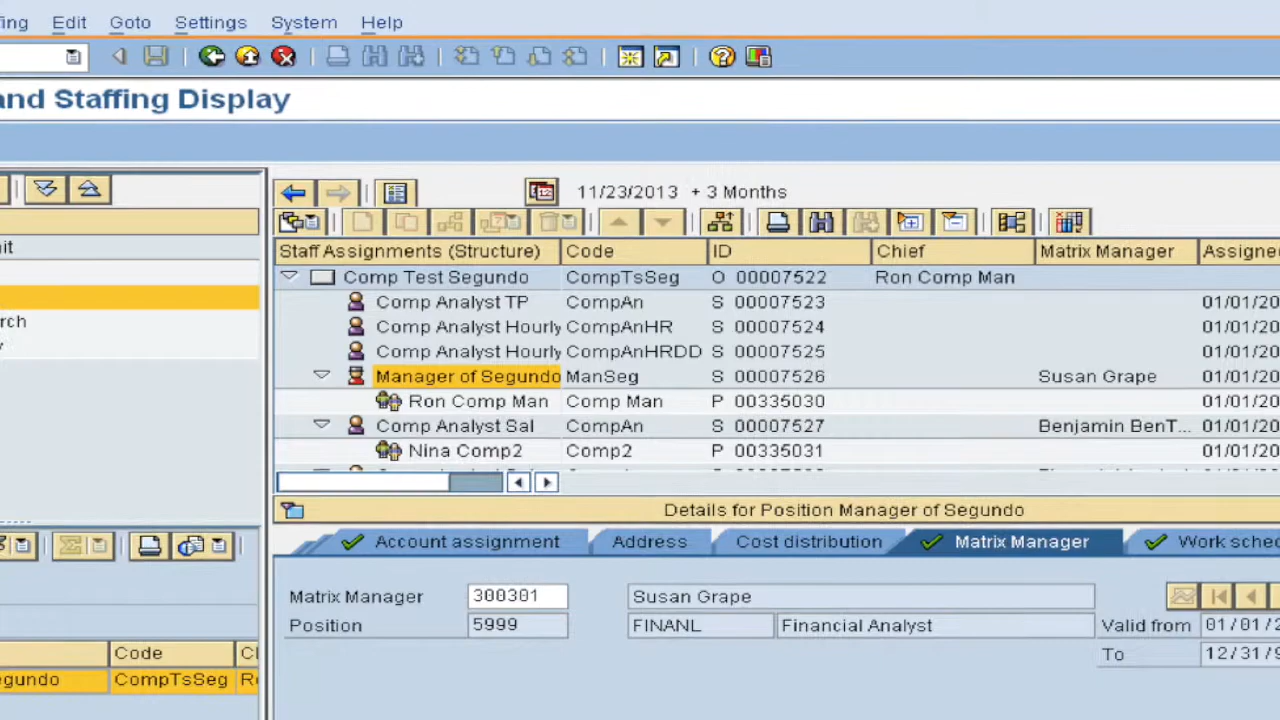 fing Edit Goto Settings System Help
and Staffing Display
11/23/2013 + 3 Months
Staff Assignments (Structure) Code ID Chief Matrix Manager Assigne
Comp Test Segundo CompTsSeg O 00007522 Ron Comp Man
Comp Analyst TP CompAn S 00007523 01/01/20
Comp Analyst Hourly CompAnHR S 00007524 01/01/20
Comp Analyst Hourly CompAnHRDD S 00007525 01/01/20
Manager of Segundo ManSeg S 00007526 Susan Grape 01/01/20
Ron Comp Man Comp Man P 00335030 01/01/20
Comp Analyst Sal CompAn S 00007527 Benjamin BenT... 01/01/20
Nina Comp2 Comp2 P 00335031 01/01/20
it
rch
y
Details for Position Manager of Segundo
Account assignment Address Cost distribution Matrix Manager Work sched
Matrix Manager 300301 Susan Grape
Position 5999 FINANL Financial Analyst Valid from 01/01/2
To 12/31/9
Code
egundo CompTsSeg